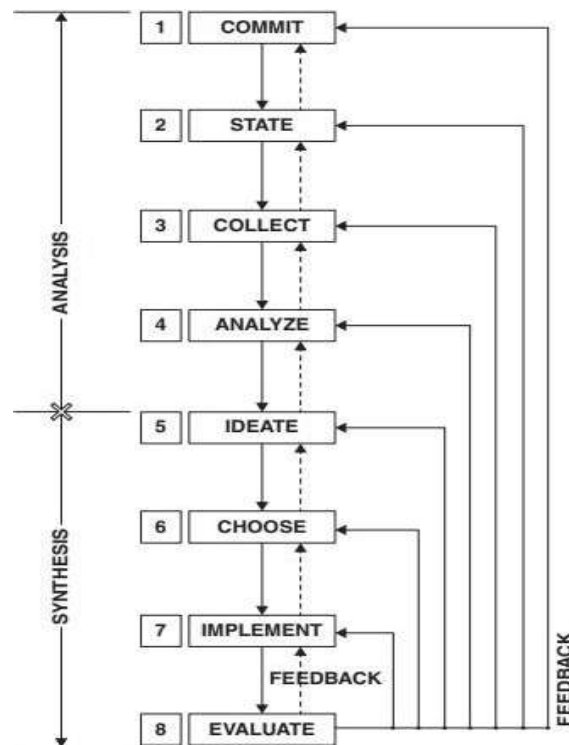 1 COMMIT
2 STATE
3 COLLECT
ANALYSIS
4 ANALYZE
5 IDEATE
6 CHOOSE
SYNTHESIS
7 IMPLEMENT
FEEDBACK
FEEDBACK
8 EVALUATE